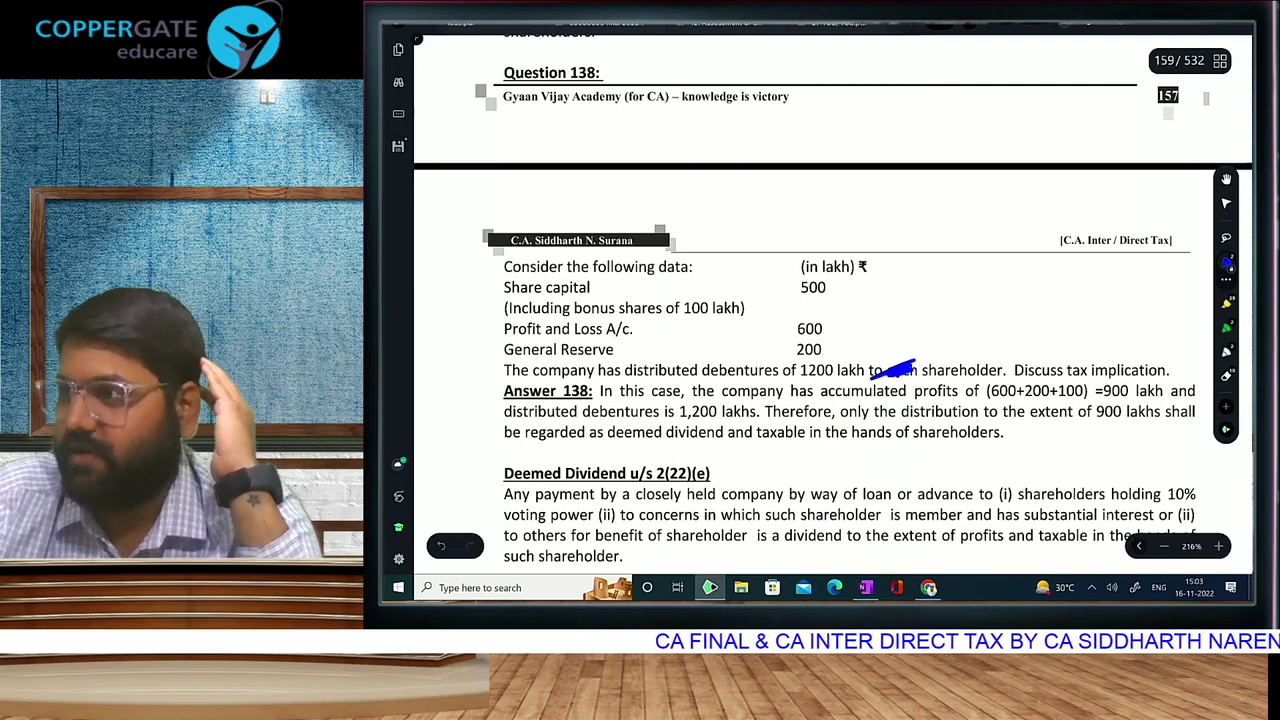 COPPERGATE
educare
159 / 532
Question 138:
Gyaan Vijay Academy (for CA) – knowledge is victory
157
C.A. Siddharth N. Surana
[C.A. Inter / Direct Tax]
Consider the following data: (in lakh) ₹
Share capital 500
(Including bonus shares of 100 lakh)
Profit and Loss A/c. 600
General Reserve 200
The company has distributed debentures of 1200 lakh to shareholder. Discuss tax implication.
Answer 138: In this case, the company has accumulated profits of (600+200+100) =900 lakh and
distributed debentures is 1,200 lakhs. Therefore, only the distribution to the extent of 900 lakhs shall
be regarded as deemed dividend and taxable in the hands of shareholders.
Deemed Dividend u/s 2(22)(e)
Any payment by a closely held company by way of loan or advance to (i) shareholders holding 10%
voting power (ii) to concerns in which such shareholder is member and has substantial interest or (ii)
to others for benefit of shareholder is a dividend to the extent of profits and taxable in the
such shareholder.
216%
Type here to search
30°C
ENG
15:03
16-11-2022
CA FINAL & CA INTER DIRECT TAX BY CA SIDDHARTH NAREN